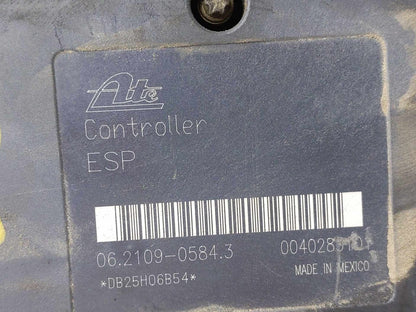 Ate
Controller
ESP
06.2109-0584.3
*DB25H06B54*
MADE IN MEXICO